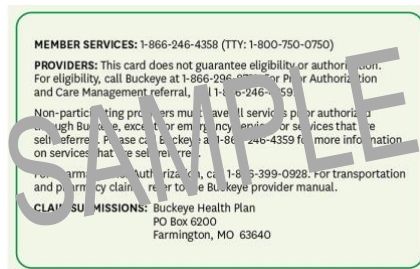 MEMBER SERVICES: 1-866-246-4358 (TTY: 1-800-750-0750)
PROVIDERS: This card does not guarantee eligibility or authorization.
For eligibility, call Buckeye at For Prior Authorization
and Care Management referral,
Non-participating providers must have all services prior authorized
through Buckeye, except for emergency services or services that are
self-referred. Please call Buckeye at 1-866-246-4359 for more information
on services that are self-referred.
For Authorization, call 1-866-399-0928. For transportation
and pharmacy claims, refer to the Buckeye provider manual.
CLAIM SUBMISSIONS: Buckeye Health Plan
PO Box 6200
Farmington, MO 63640
SAMPLE